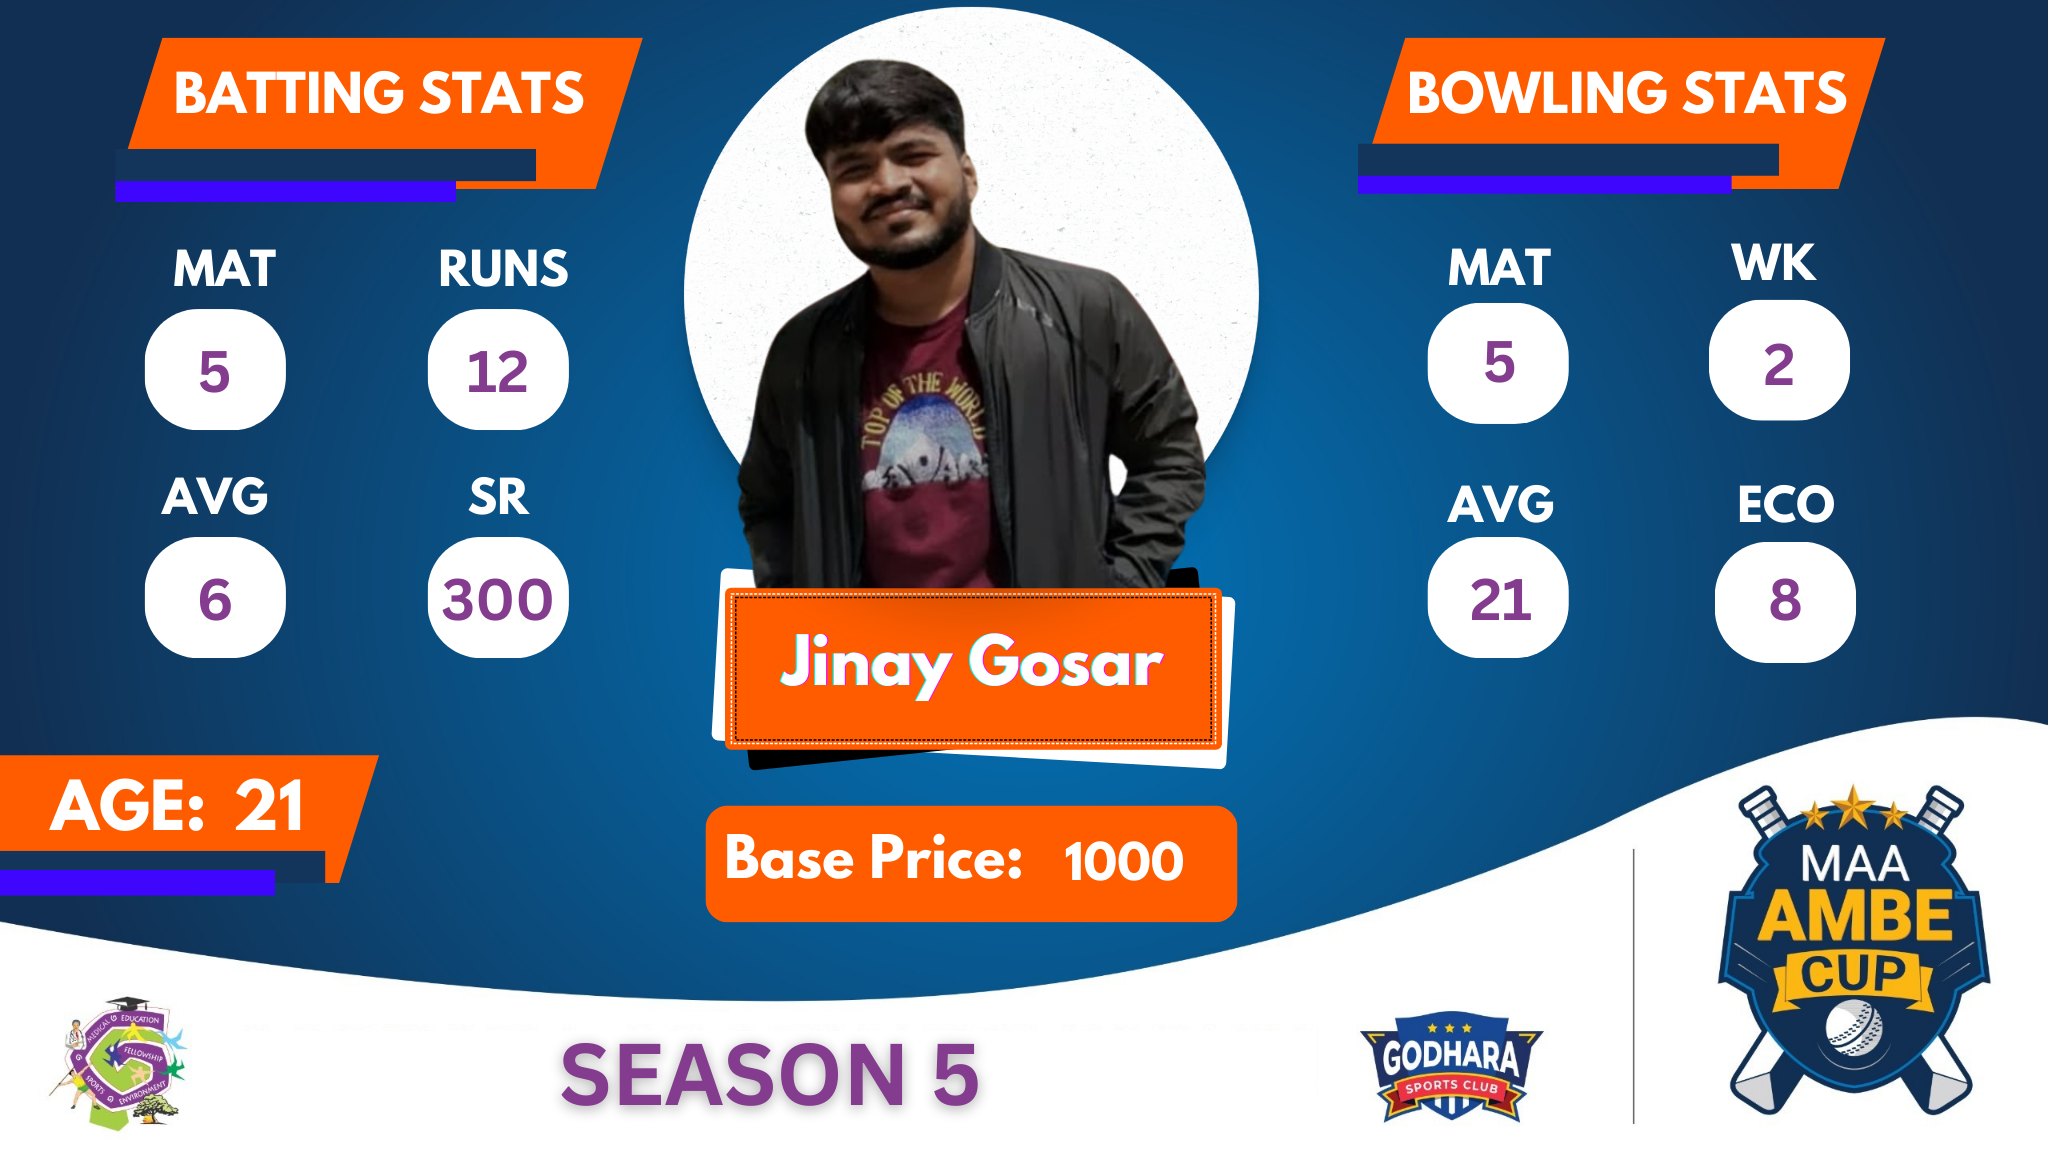 BATTING STATS
MAT RUNS
5 12
AVG SR
6 300
BOWLING STATS
MAT WK
5 2
AVG ECO
21 8
TOP OF THE WORLD
Jinay Gosar
AGE: 21
Base Price: 1000
SEASON 5
MEDICAL G EDUCATION
FELLOWSHIP
SPORTS G ENVIRONMENT
GODHARA
SPORTS CLUB
MAA
AMBE
CUP